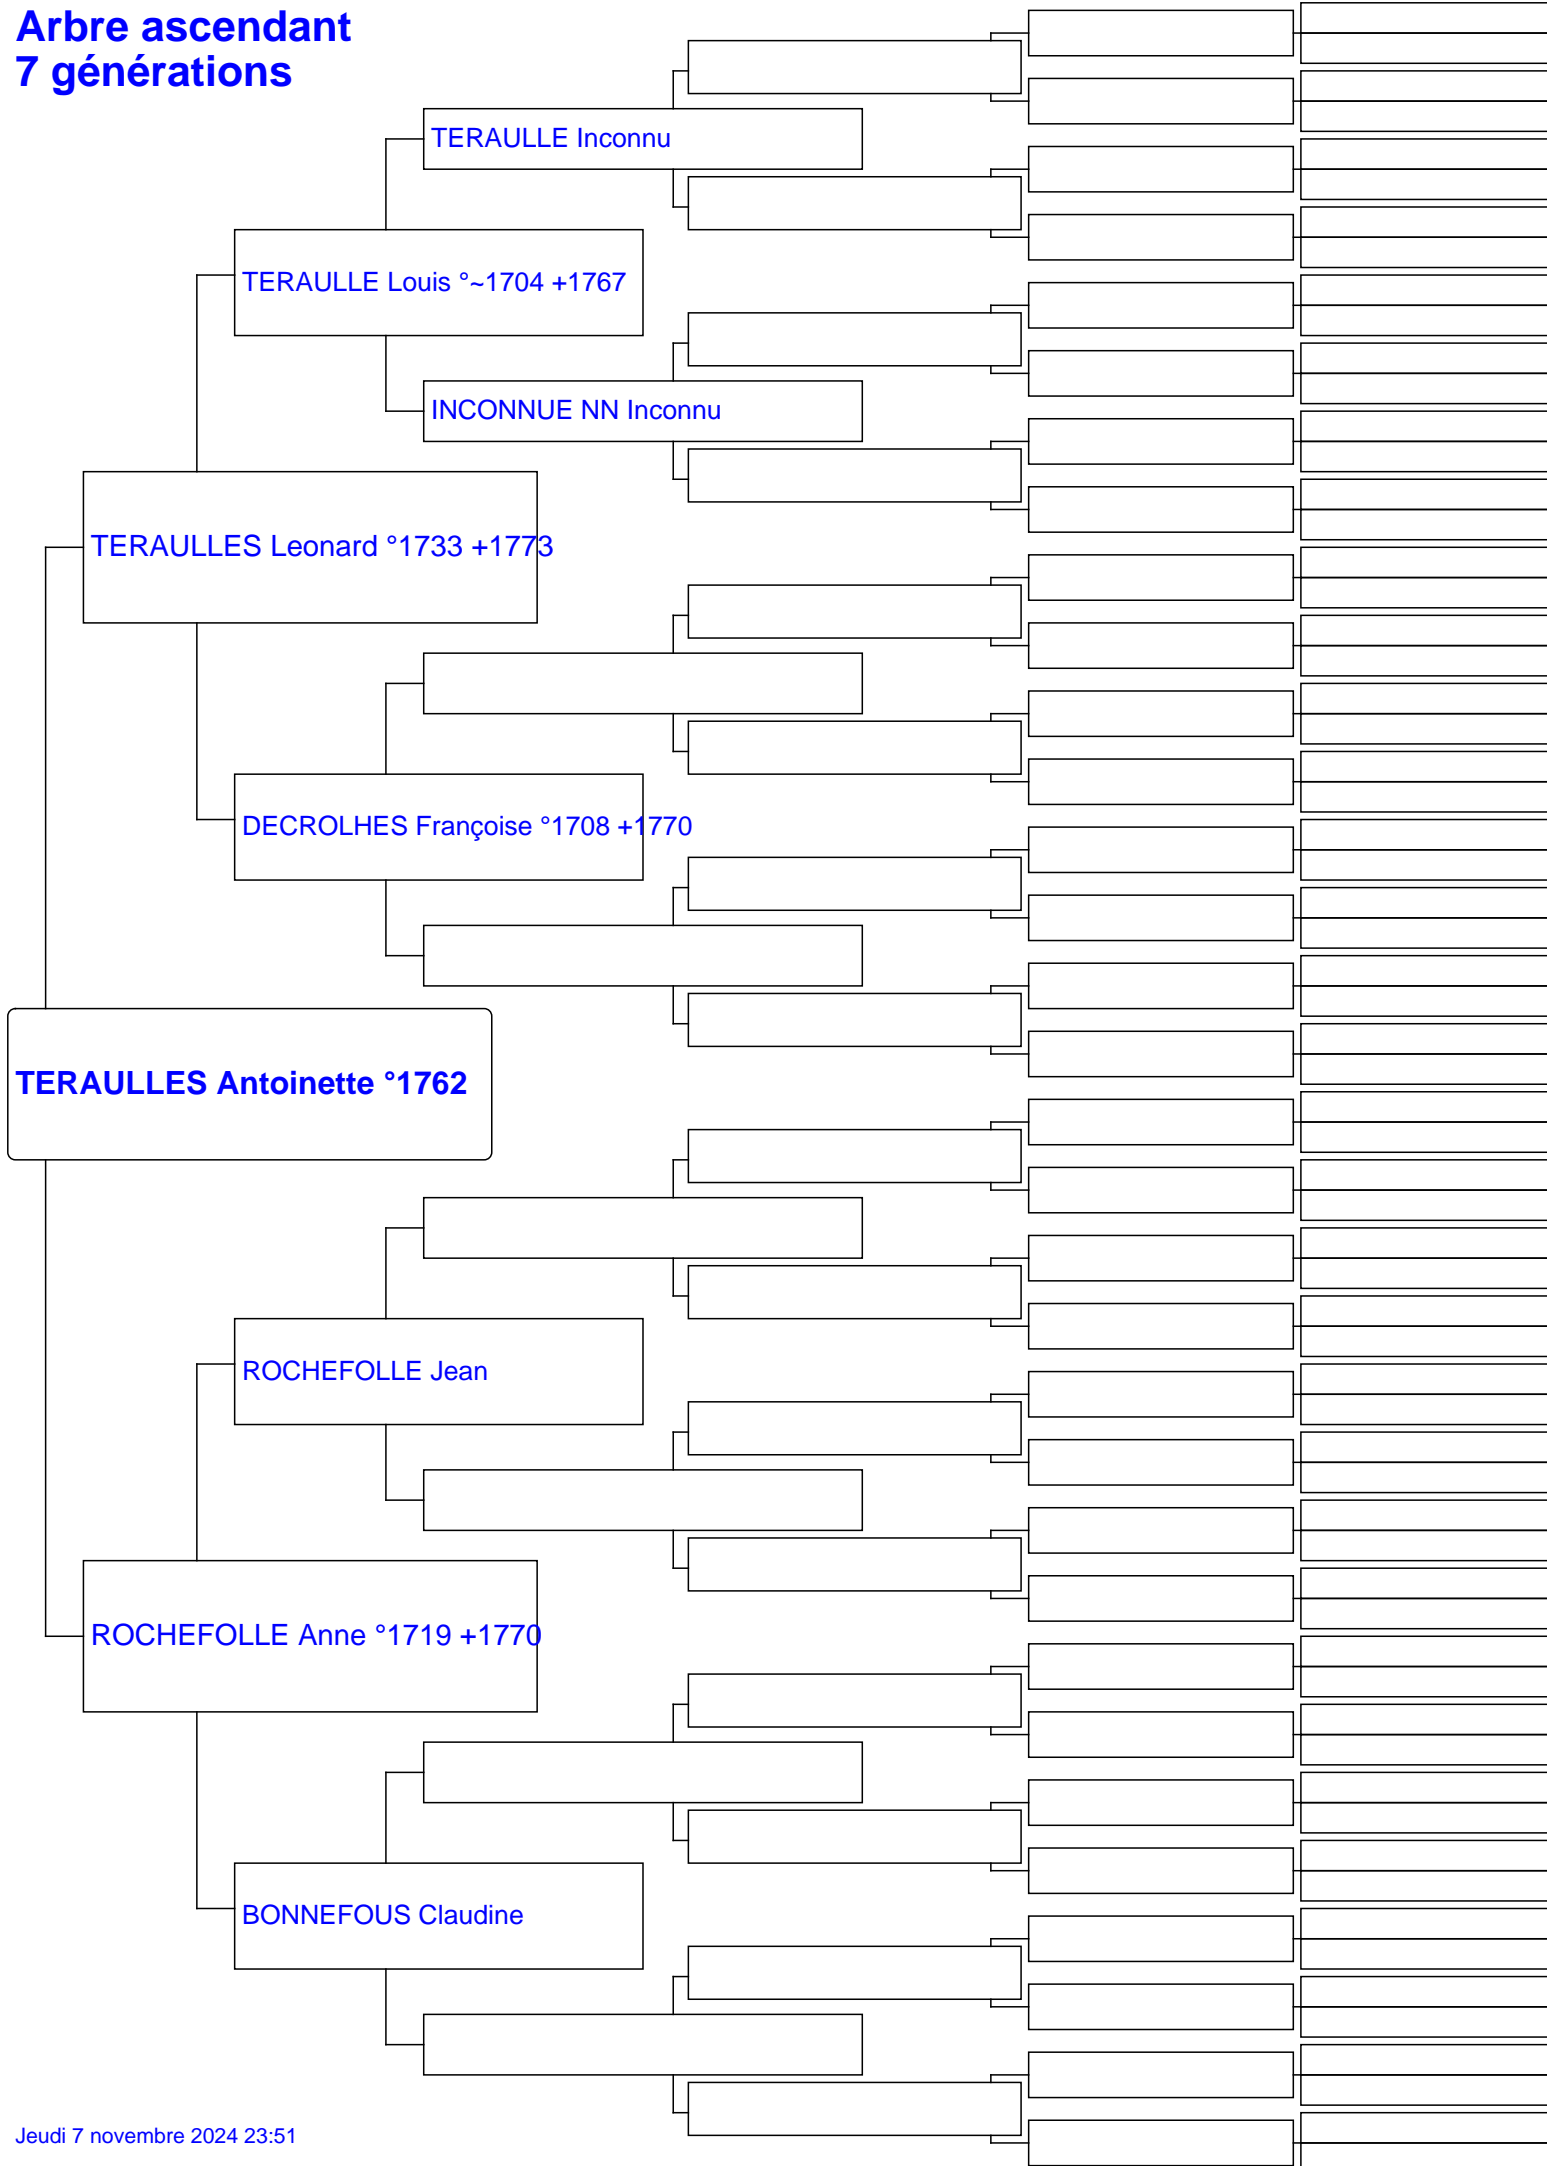 Arbre ascendant
7 générations
TERAULLE Inconnu
TERAULLE Louis °~1704 +1767
INCONNUE NN Inconnu
TERAULLES Leonard °1733 +1773
DECROLHES Françoise °1708 +1770
TERAULLES Antoinette °1762
ROCHEFOLLE Jean
ROCHEFOLLE Anne °1719 +1770
BONNEFOUS Claudine
Jeudi 7 novembre 2024 23:51